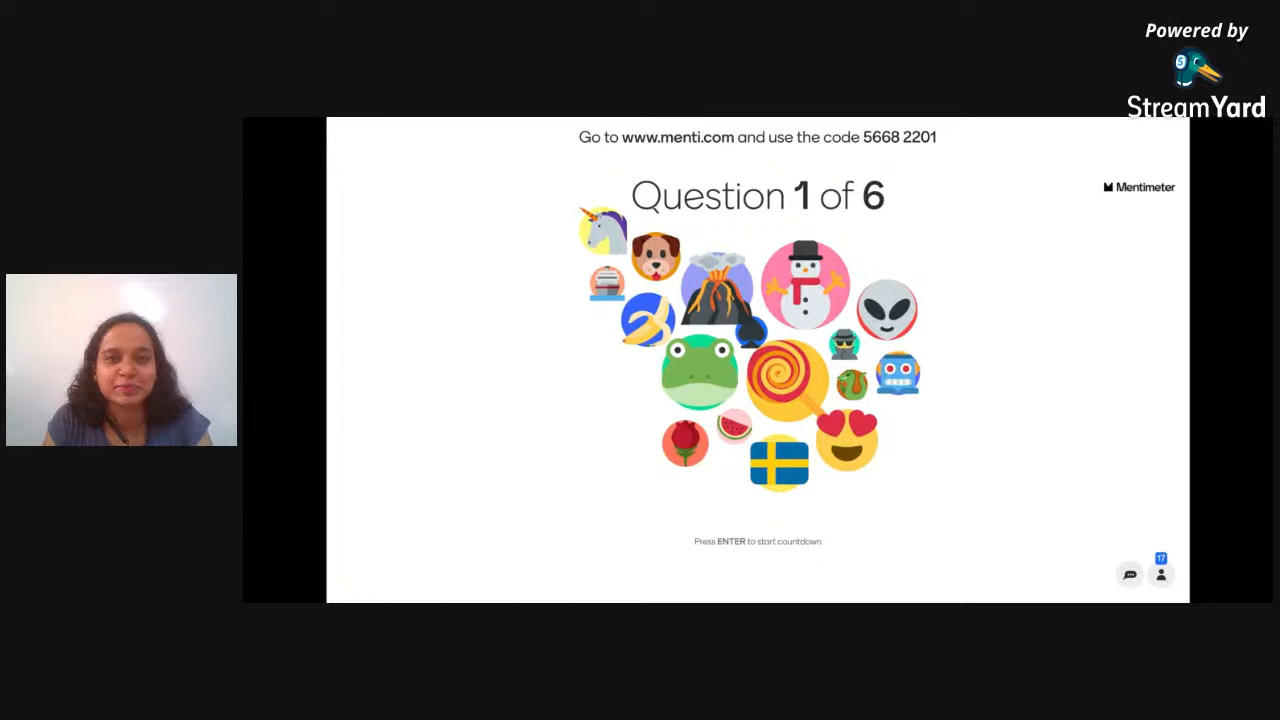 Powered by
StreamYard
Go to www.menti.com and use the code 5668 2201
Mentimeter
Question 1 of 6
Press ENTER to start countdown
17